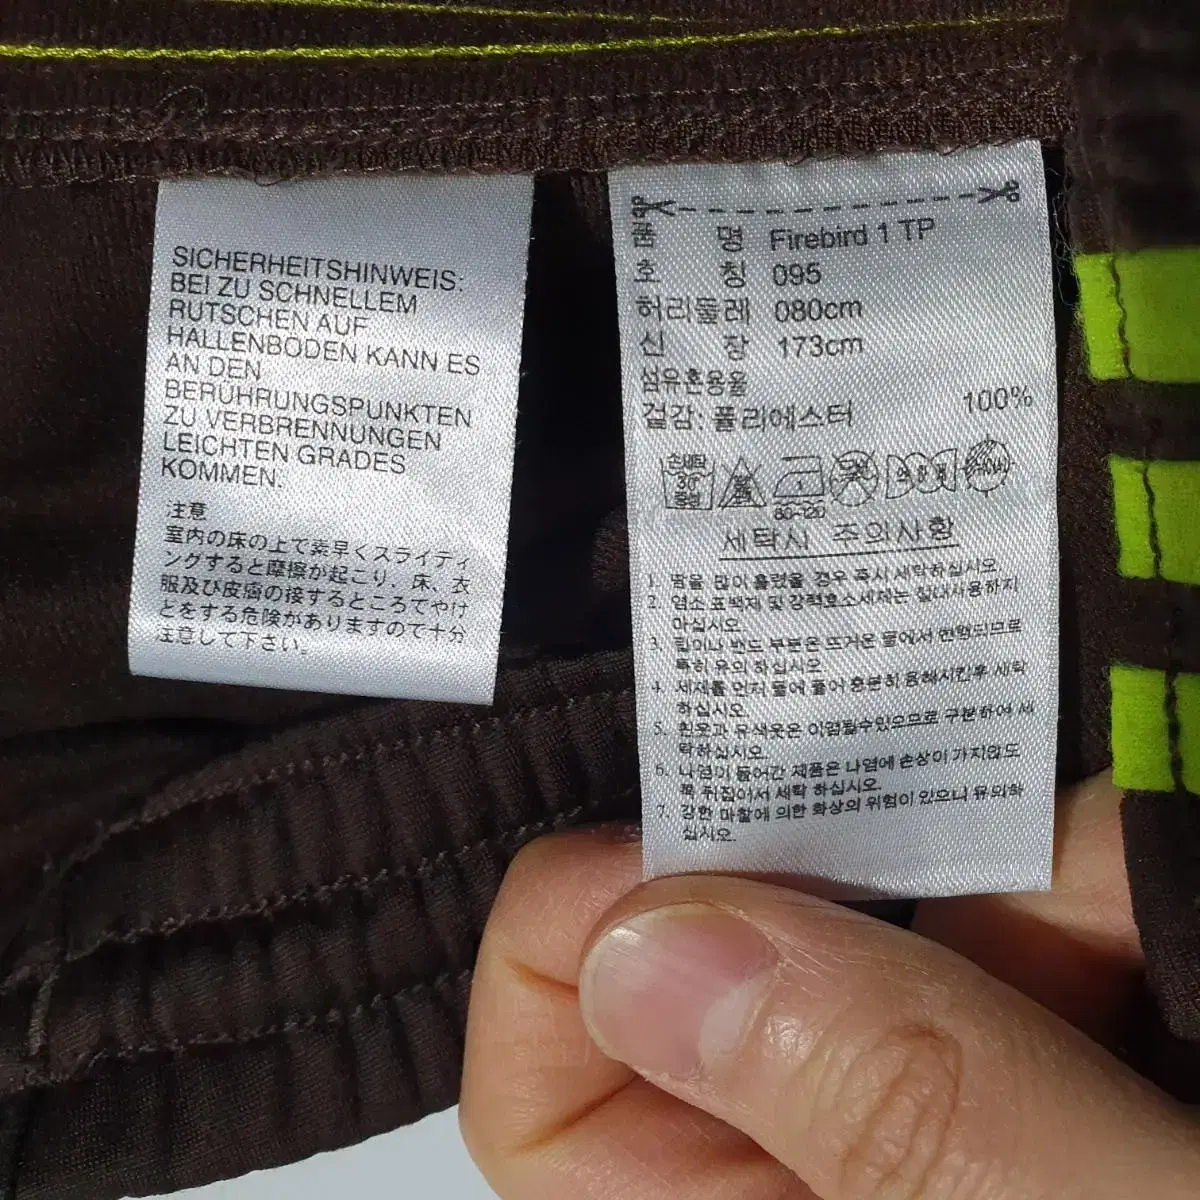 SICHERHEITSHINWEIS:
BEI ZU SCHNELLEM
RUTSCHEN AUF
HALLENBÖDEN KANN ES
AN DEN
BERÜHRUNGSPUNKTEN
ZU VERBRENNUNGEN
LEICHTEN GRADES
KOMMEN.
注意
室内の床の上で素早くスライディ
ングすると摩擦が起こり、床、衣
服及び皮膚の接するところでやけ
どをする危険がありますので十分
注意して下さい。
품 명 Firebird 1 TP
호 칭 095
허리둘레 080cm
신 장 173cm
섬유혼용율
겉감: 폴리에스터 100%
손세탁
30°
중성
80~120
세탁시 주의사항
1. 땀을 많이 흘렸을 경우 즉시 세탁하십시오.
2. 염소 표백제 및 강력효소세제는 절대사용하지
마십시오.
3. 립이나 밴드 부분은 뜨거운 물에서 변형되므로
특히 유의 하십시오.
4. 세제를 먼저 물에 풀어 충분히 용해시킨후 세탁
하십시오.
5. 흰옷과 유색옷은 이염될수있으므로 구분하여 세
탁하십시오.
6. 나염이 들어간 제품은 나염에 손상이 가지않도
록 뒤집어서 세탁 하십시오.
7. 강한 마찰에 의한 화상의 위험이 있으니 유의하
십시오.